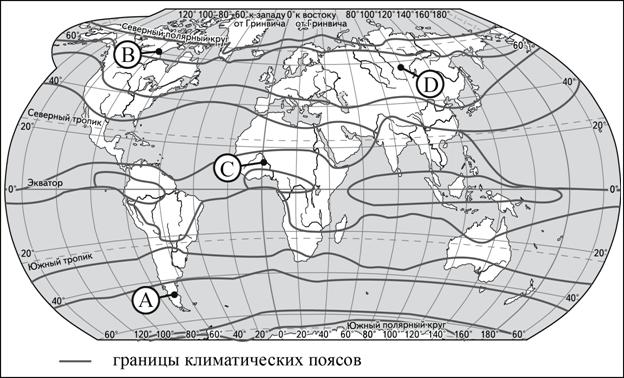 120° 100° 80° 60° к западу 0° к востоку 80° 100° 120° 140° 160° 180°
от Гринвича от Гринвича
Северный полярный круг
60° 60°
B
D
40° 40°
Северный тропик
20° 20°
C
Экватор
0° 0°
20° 20°
Южный тропик
A
40° 40°
Южный полярный круг
60° 120° 100° 80° 60° 40° 20° 0° 20° 40° 60° 80° 100° 120° 140° 160° 180° 60°
границы климатических поясов